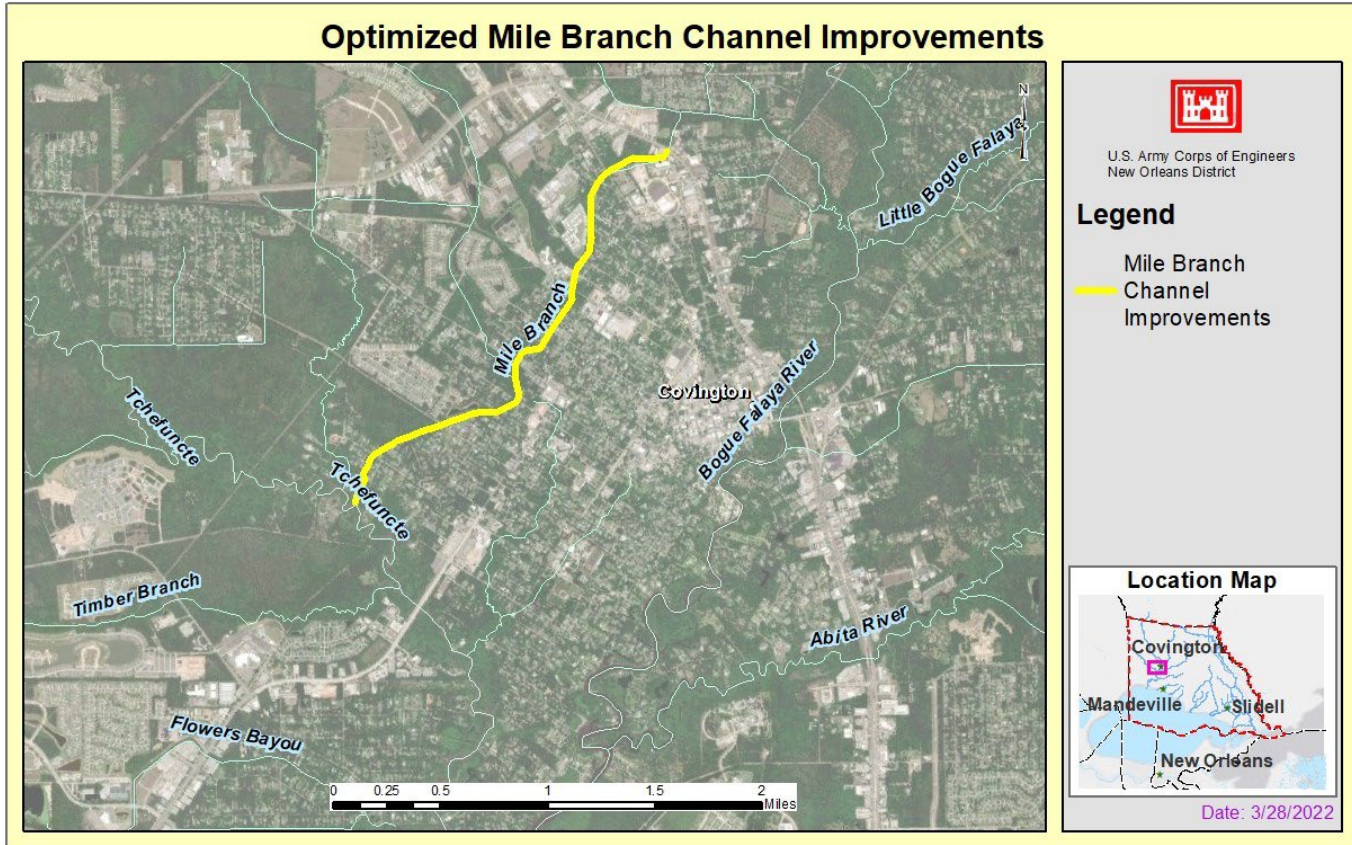 Optimized Mile Branch Channel Improvements
N
Little Bogue Falaya
Mile Branch
Covington
Bogue Falaya River
Tchefuncte
Tchefuncte
Timber Branch
Abita River
Flowers Bayou
0 0.25 0.5 1 1.5 2
Miles
U.S. Army Corps of Engineers
New Orleans District
Legend
Mile Branch
Channel
Improvements
Location Map
Covington
Mandeville
Slidell
New Orleans
Date: 3/28/2022